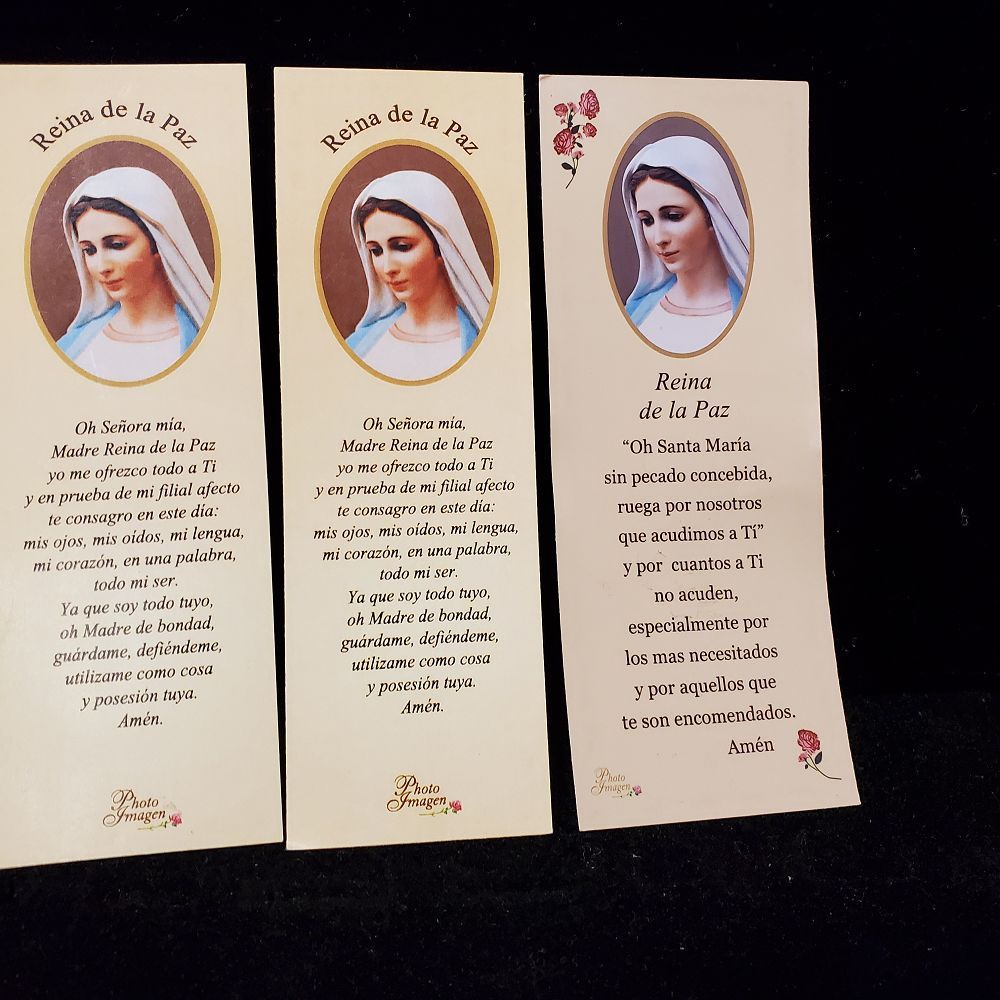 Reina de la Paz
Oh Señora mía,
Madre Reina de la Paz
yo me ofrezco todo a Ti
y en prueba de mi filial afecto
te consagro en este día:
mis ojos, mis oídos, mi lengua,
mi corazón, en una palabra,
todo mi ser.
Ya que soy todo tuyo,
oh Madre de bondad,
guárdame, defiéndeme,
utilizame como cosa
y posesión tuya.
Amén.
Photo
Imagen
Reina de la Paz
Oh Señora mía,
Madre Reina de la Paz
yo me ofrezco todo a Ti
y en prueba de mi filial afecto
te consagro en este día:
mis ojos, mis oídos, mi lengua,
mi corazón, en una palabra,
todo mi ser.
Ya que soy todo tuyo,
oh Madre de bondad,
guárdame, defiéndeme,
utilizame como cosa
y posesión tuya.
Amén.
Photo
Imagen
Reina
de la Paz
“Oh Santa María
sin pecado concebida,
ruega por nosotros
que acudimos a Tí”
y por cuantos a Ti
no acuden,
especialmente por
los mas necesitados
y por aquellos que
te son encomendados.
Amén
Photo
Imagen